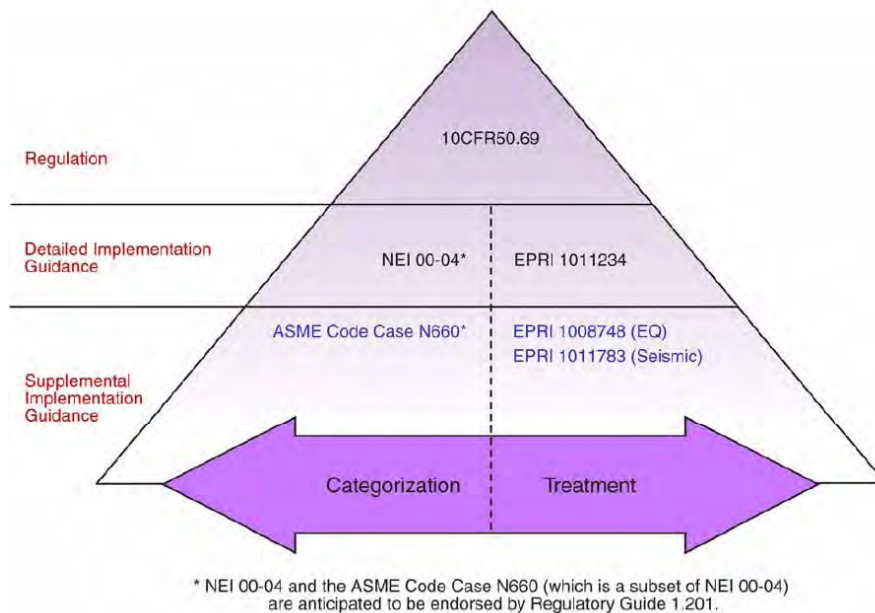 10CFR50.69
Regulation
Detailed Implementation
Guidance
NEI 00-04*
EPRI 1011234
ASME Code Case N660*
EPRI 1008748 (EQ)
EPRI 1011783 (Seismic)
Supplemental
Implementation
Guidance
Categorization
Treatment
* NEI 00-04 and the ASME Code Case N660 (which is a subset of NEI 00-04)
are anticipated to be endorsed by Regulatory Guide 1.201.